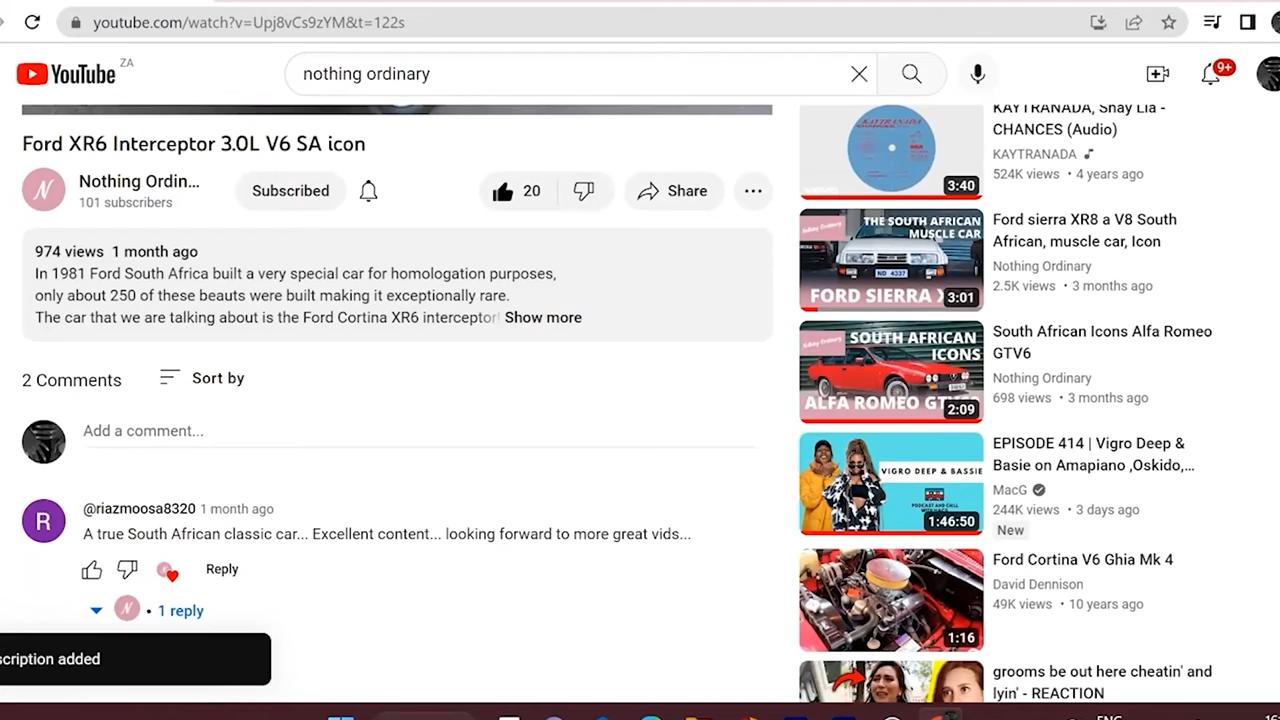 youtube.com/watch?v=Upj8vCs9zYM&t=122s
YouTube ZA
nothing ordinary
9+
Ford XR6 Interceptor 3.0L V6 SA icon
N
Nothing Ordin...
101 subscribers
Subscribed
20
Share
974 views 1 month ago
In 1981 Ford South Africa built a very special car for homologation purposes,
only about 250 of these beauts were built making it exceptionally rare.
The car that we are talking about is the Ford Cortina XR6 interceptor! Show more
2 Comments
Sort by
Add a comment...
R
@riazmoosa8320 1 month ago
A true South African classic car... Excellent content... looking forward to more great vids...
Reply
N • 1 reply
scription added
KAYTRANADA
3:40
KAYTRANADA, Shay Lia -
CHANCES (Audio)
KAYTRANADA
524K views • 4 years ago
THE SOUTH AFRICAN
MUSCLE CAR
ND 4337
FORD SIERRA X
3:01
Ford sierra XR8 a V8 South
African, muscle car, Icon
Nothing Ordinary
2.5K views • 3 months ago
SOUTH AFRICAN
ICONS
ALFA ROMEO GTV6
2:09
South African Icons Alfa Romeo
GTV6
Nothing Ordinary
698 views • 3 months ago
VIGRO DEEP & BASSIE
PODCAST AND CHILL
1:46:50
EPISODE 414 | Vigro Deep &
Basie on Amapiano ,Oskido,...
MacG
244K views • 3 days ago
New
1:16
Ford Cortina V6 Ghia Mk 4
David Dennison
49K views • 10 years ago
grooms be out here cheatin' and
lyin' - REACTION
ENG